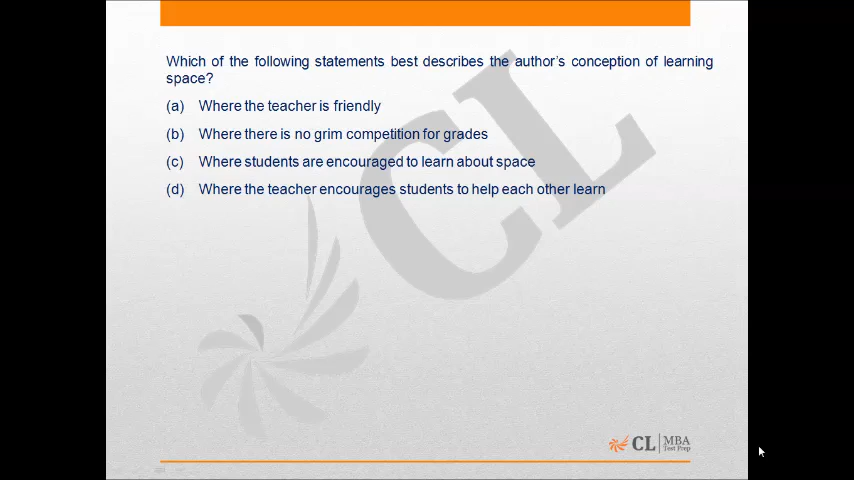 Which of the following statements best describes the author's conception of learning
space?
(a) Where the teacher is friendly
(b) Where there is no grim competition for grades
(c) Where students are encouraged to learn about space
(d) Where the teacher encourages students to help each other learn
CL
CL MBA
Test Prep